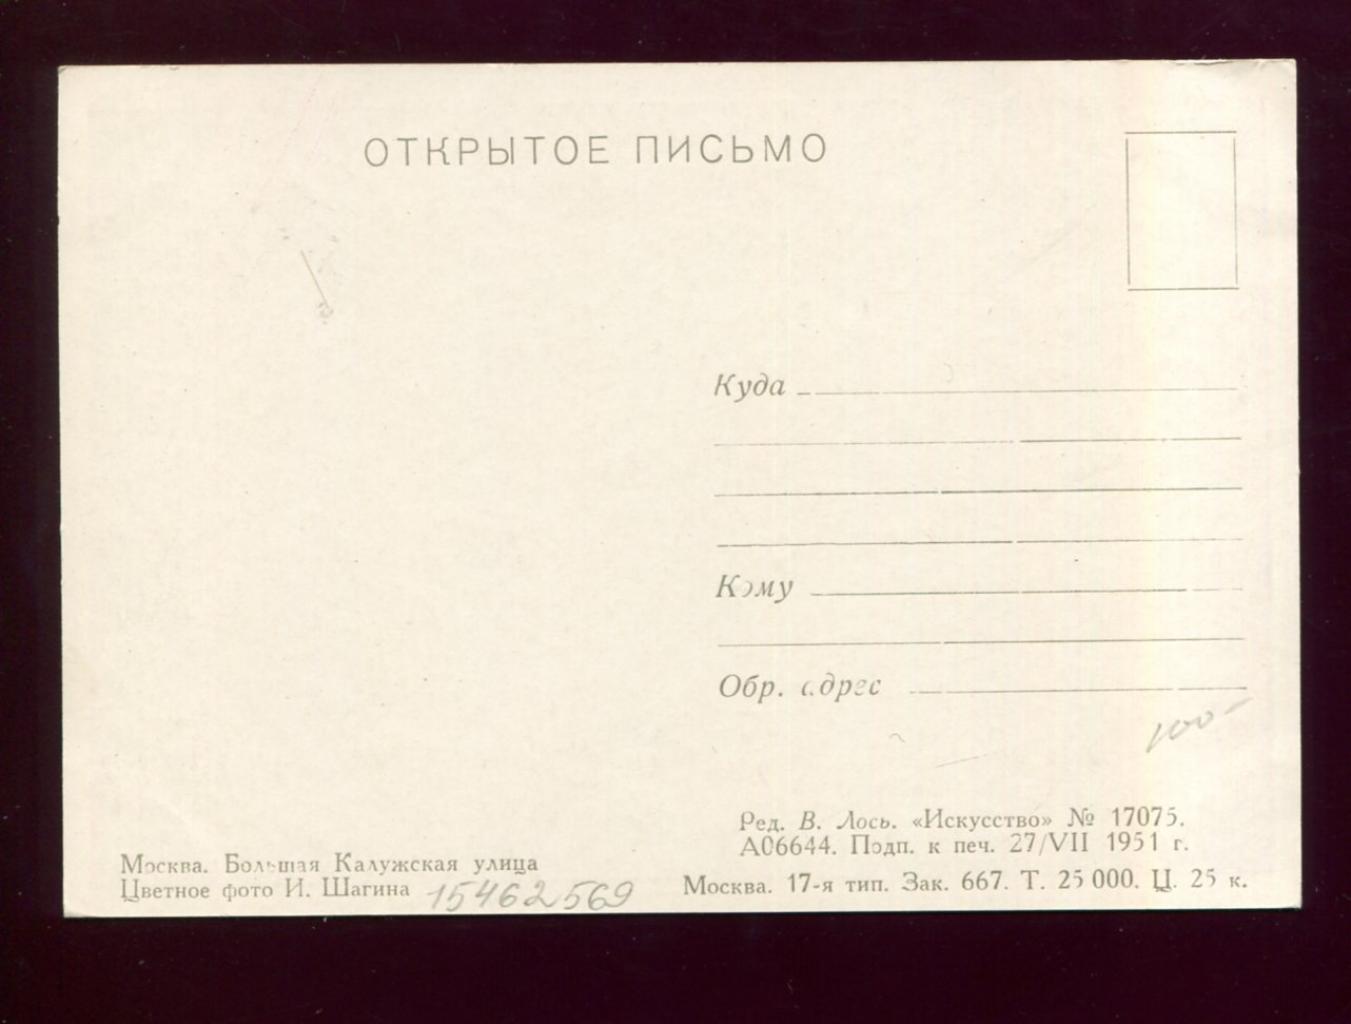 ОТКРЫТОЕ ПИСЬМО
Куда
Кому
Обр. адрес
100-
Ред. В. Лось. «Искусство» № 17075.
А06644. Подп. к печ. 27/VII 1951 г.
Москва. 17-я тип. Зак. 667. Т. 25 000. Ц. 25 к.
Москва. Большая Калужская улица
Цветное фото И. Шагина 15462569